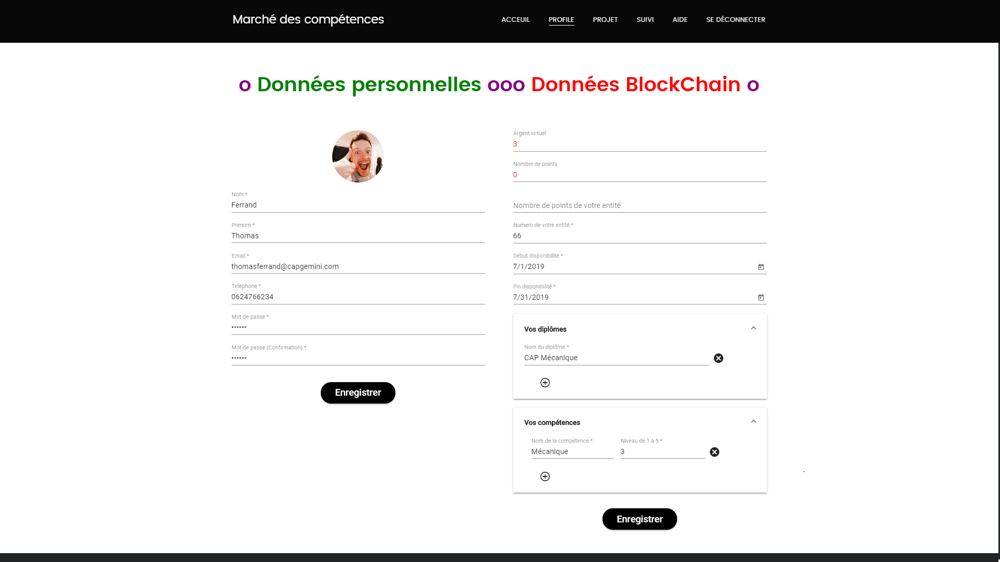 Marché des compétences
ACCEUIL PROFILE PROJET SUIVI AIDE SE DÉCONNECTER
o Données personnelles ooo Données BlockChain o
Nom *
Ferrand
Prenom *
Thomas
Email *
thomasferrand@capgemini.com
Telephone *
0624766234
Mot de passe *
••••••
Mot de passe (Confirmation) *
••••••
Enregistrer
Argent virtuel
3
Nombre de points
0
Nombre de points de votre entité
Numero de votre entité *
66
Début disponibilité *
7/1/2019
Fin disponibilité *
7/31/2019
Vos diplômes
Nom du diplôme *
CAP Mécanique
Vos compétences
Nom de la compétence * Niveau de 1 à 5 *
Mécanique 3
Enregistrer